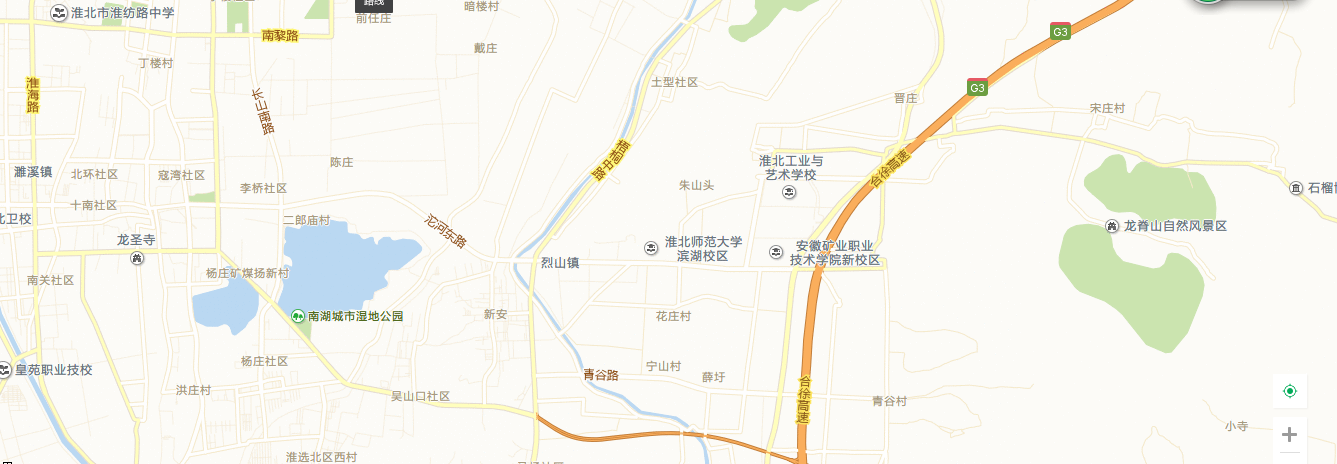 淮北市淮纺路中学
路线
前任庄
暗楼村
南黎路
戴庄
G3
丁楼村
土型社区
G3
淮海路
晋庄
宋庄村
长山南路
梧桐中路
陈庄
淮北工业与
艺术学校
合徐高速
濉溪镇
北环社区
寇湾社区
李桥社区
朱山头
石榴
十南社区
北卫校
二郎庙村
沱河东路
龙脊山自然风景区
龙圣寺
淮北师范大学
滨湖校区
安徽矿业职业
技术学院新校区
烈山镇
杨庄矿煤扬新村
南关社区
南湖城市湿地公园
新安
花庄村
杨庄社区
皇苑职业技校
宁山村
青谷路
薛圩
洪庄村
吴山口社区
合徐高速
青谷村
小寺
淮选北区西村